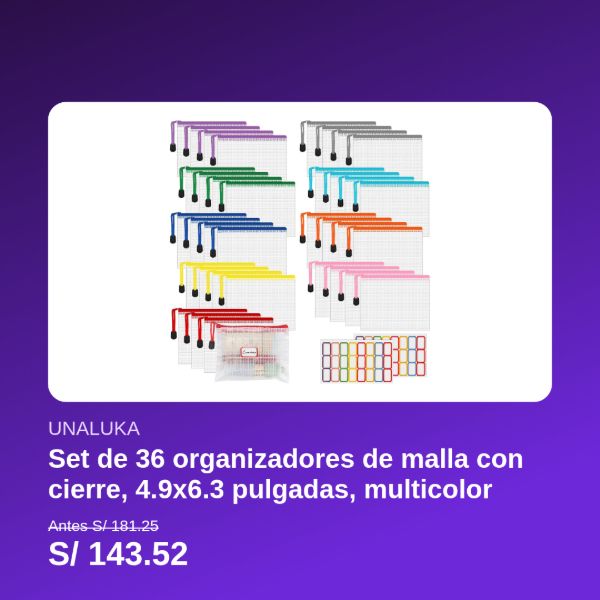 UNALUKA
Set de 36 organizadores de malla con
cierre, 4.9x6.3 pulgadas, multicolor
Antes S/ 181.25
S/ 143.52